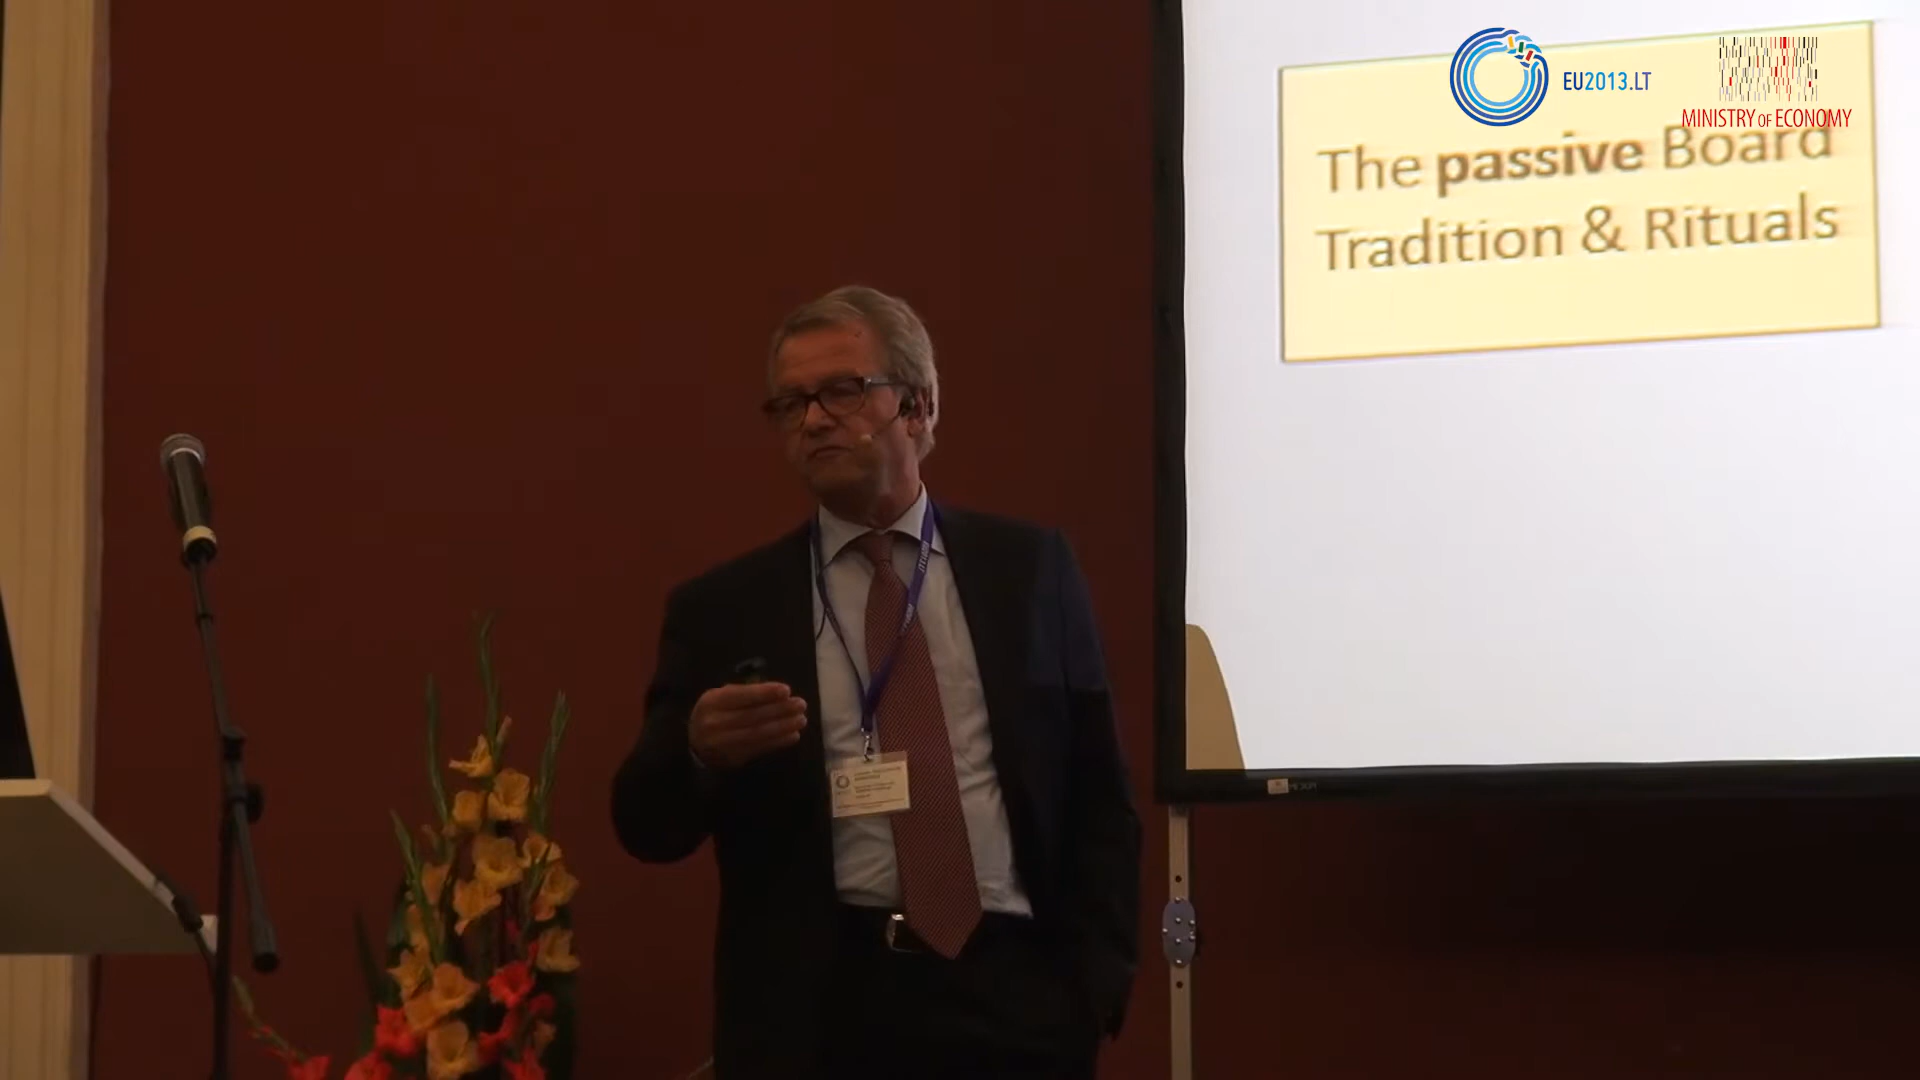 EU2013.LT
MINISTRY OF ECONOMY
The passive Board
Tradition & Rituals